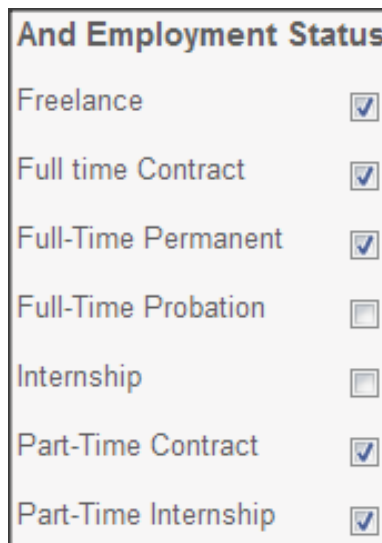 And Employment Status
Freelance
Full time Contract
Full-Time Permanent
Full-Time Probation
Internship
Part-Time Contract
Part-Time Internship